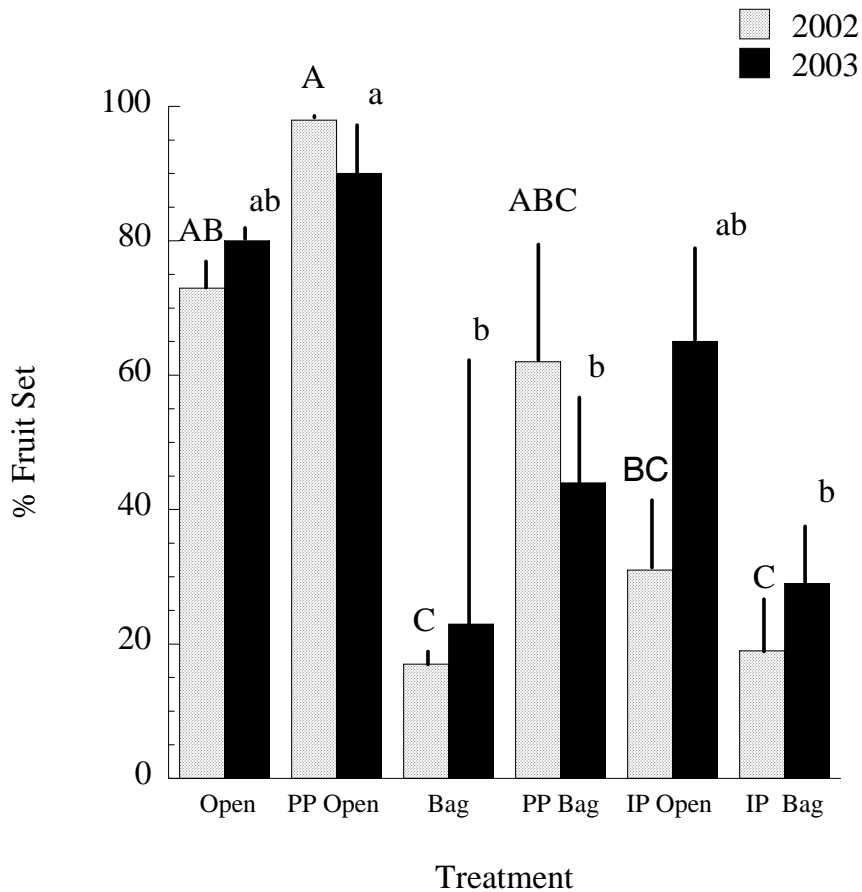 2002
2003
% Fruit Set
100
80
60
40
20
0
AB
ab
A
a
C
b
ABC
b
BC
ab
C
b
Open
PP Open
Bag
PP Bag
IP Open
IP Bag
Treatment